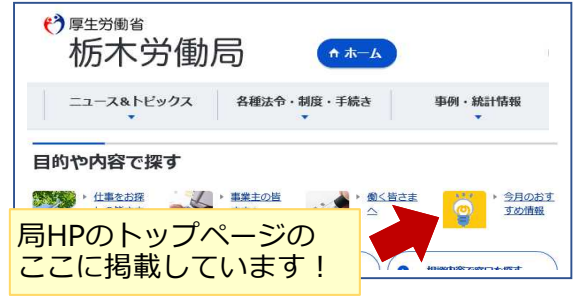 厚生労働省
栃木労働局
ホーム
ニュース&トピックス
各種法令・制度・手続き
事例・統計情報
目的や内容で探す
仕事をお探
事業主の皆
働く皆さま
へ
今月のおす
すめ情報
局HPのトップページの
ここに掲載しています！